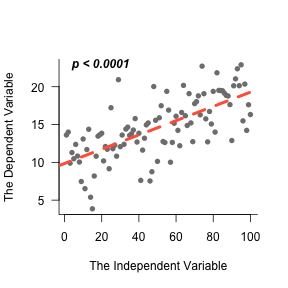 p < 0.0001
The Dependent Variable
20
15
10
5
0 20 40 60 80 100
The Independent Variable